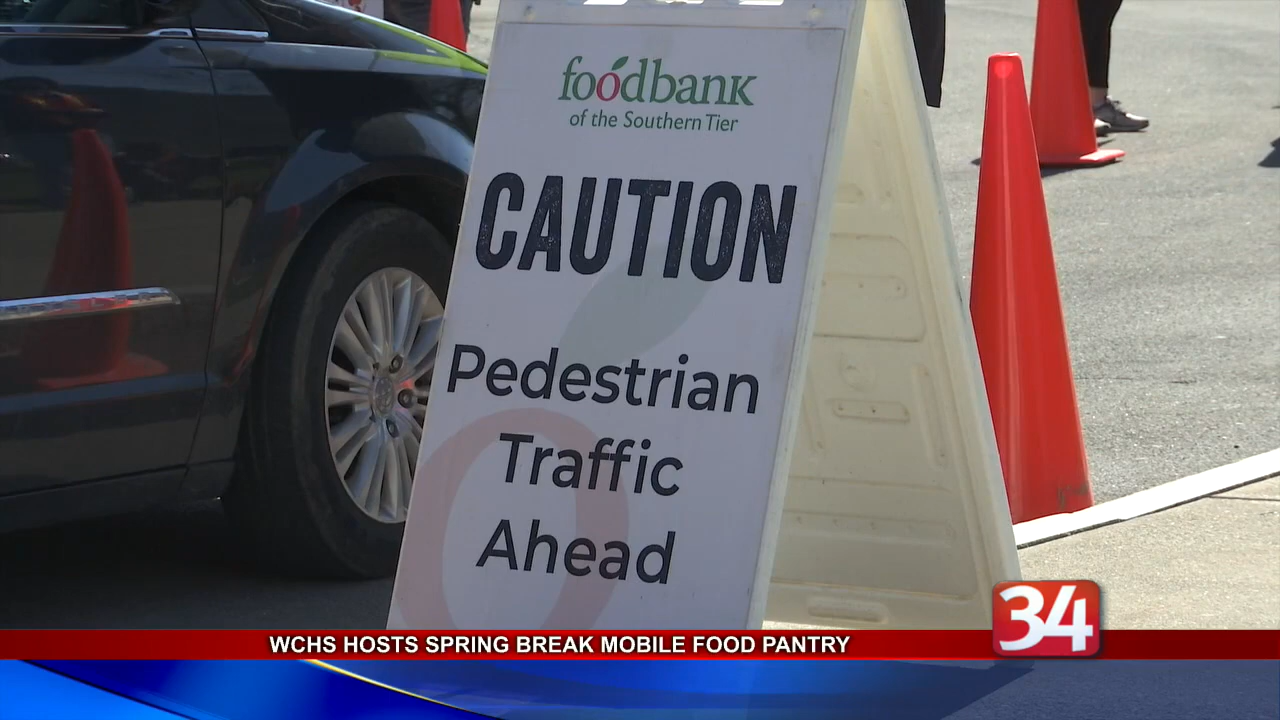 foodbank
of the Southern Tier
CAUTION
Pedestrian
Traffic
Ahead
WCHS HOSTS SPRING BREAK MOBILE FOOD PANTRY
34